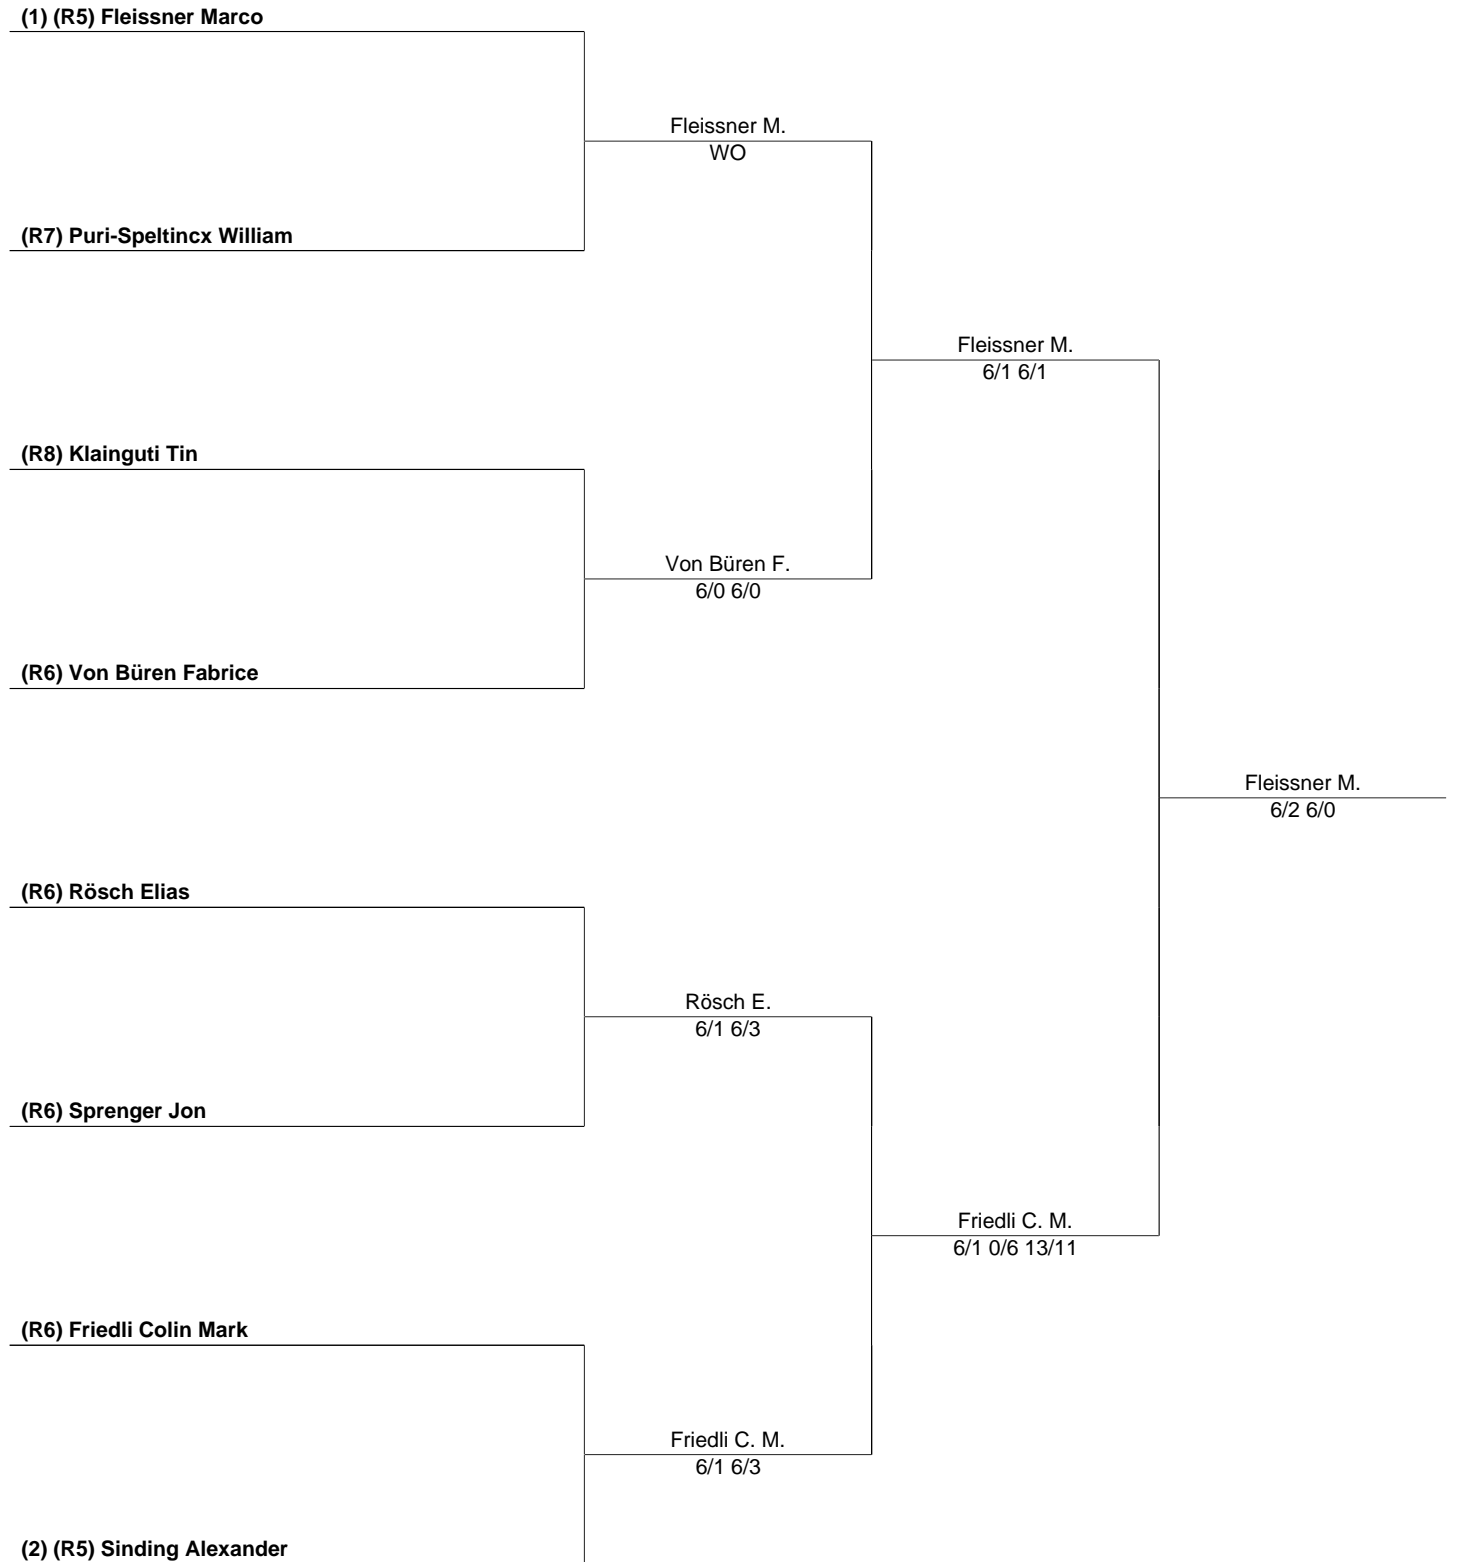 (1) (R5) Fleissner Marco
Fleissner M.
WO
(R7) Puri-Speltincx William
Fleissner M.
6/1 6/1
(R8) Klainguti Tin
Von Büren F.
6/0 6/0
(R6) Von Büren Fabrice
Fleissner M.
6/2 6/0
(R6) Rösch Elias
Rösch E.
6/1 6/3
(R6) Sprenger Jon
Friedli C. M.
6/1 0/6 13/11
(R6) Friedli Colin Mark
Friedli C. M.
6/1 6/3
(2) (R5) Sinding Alexander